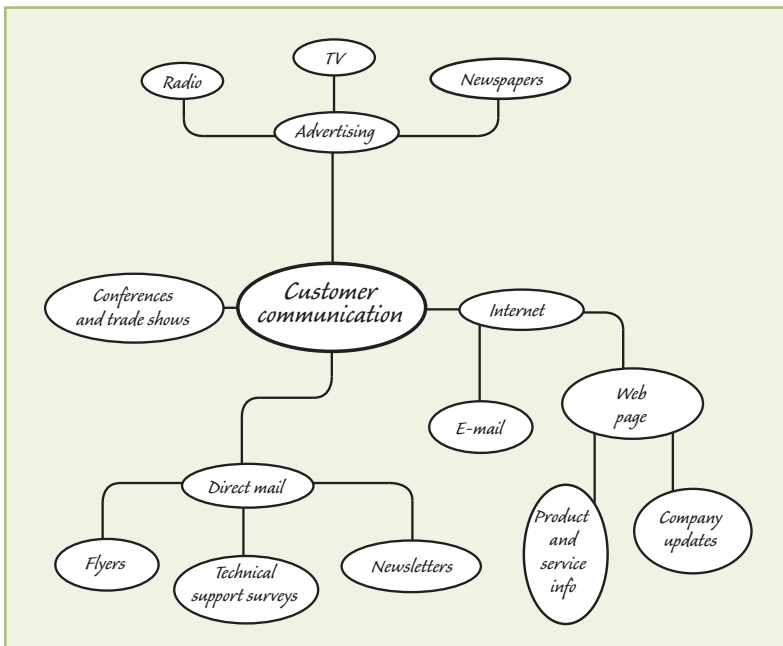 TV
Radio
Newspapers
Advertising
Customer
communication
Conferences
and trade shows
Internet
Web
page
E-mail
Direct mail
Product
and
service
info
Company
updates
Flyers
Technical
support surveys
Newsletters